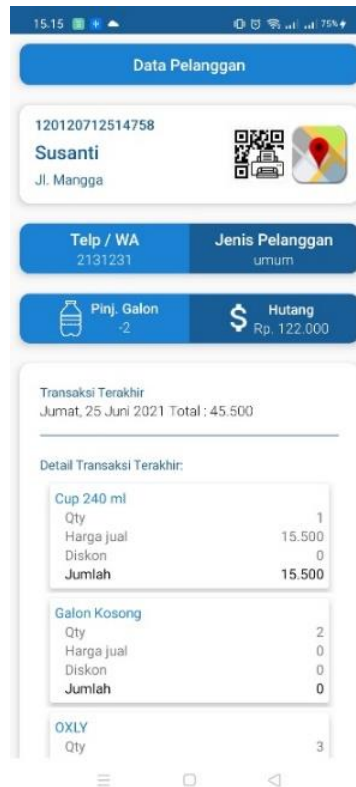 15.15
75%
Data Pelanggan
120120712514758
Susanti
Jl. Mangga
Telp / WA
2131231
Jenis Pelanggan
umum
Pinj. Galon
-2
$
Hutang
Rp. 122.000
Transaksi Terakhir
Jumat, 25 Juni 2021 Total : 45.500
Detail Transaksi Terakhir:
Cup 240 ml
Qty 1
Harga jual 15.500
Diskon 0
Jumlah 15.500
Galon Kosong
Qty 2
Harga jual 0
Diskon 0
Jumlah 0
OXLY
Qty 3